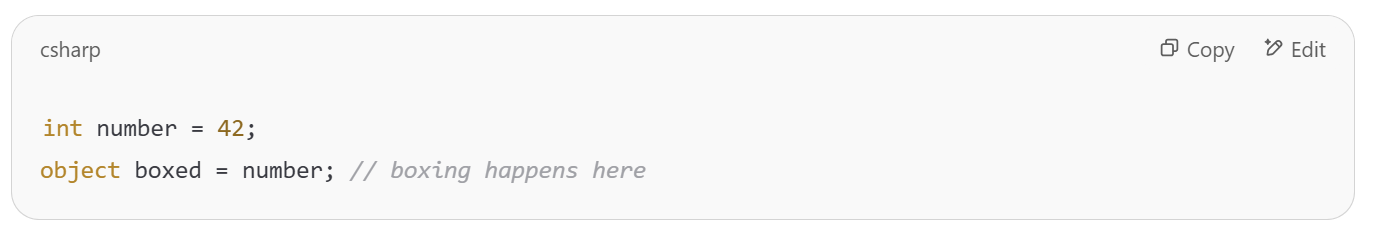 csharp Copy Edit
int number = 42;
object boxed = number; // boxing happens here